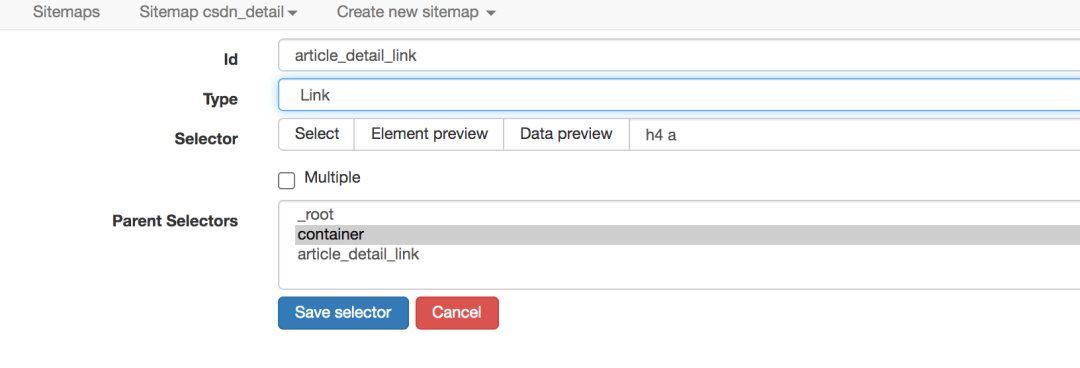 Sitemaps Sitemap csdn_detail Create new sitemap
Id article_detail_link
Type Link
Selector Select Element preview Data preview h4 a
Multiple
Parent Selectors _root
container
article_detail_link
Save selector Cancel